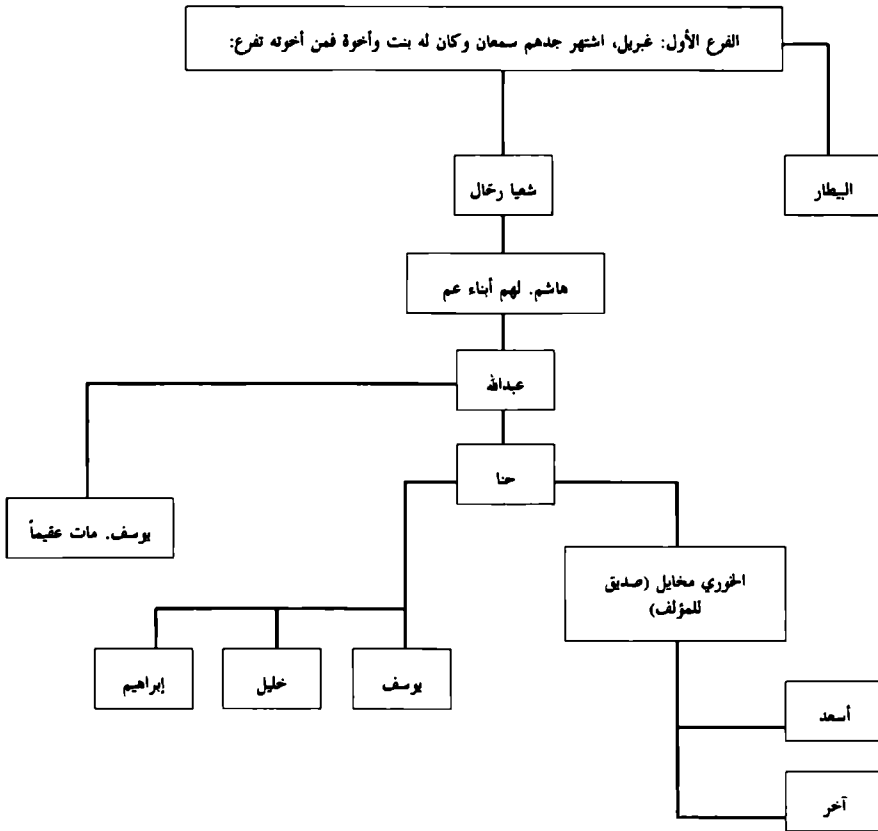 الفرع الأول: غبريل، اشتهر جدهم سمعان وكان له بنت وأخوة فمن أخوته تفرع:
البيطار
شعيا رحّال
هاشم. لهم أبناء عم
عبدالله
حنا
يوسف. مات عقيماً
الخوري مخايل (صديق
للمؤلف)
يوسف
خليل
إبراهيم
أسعد
آخر